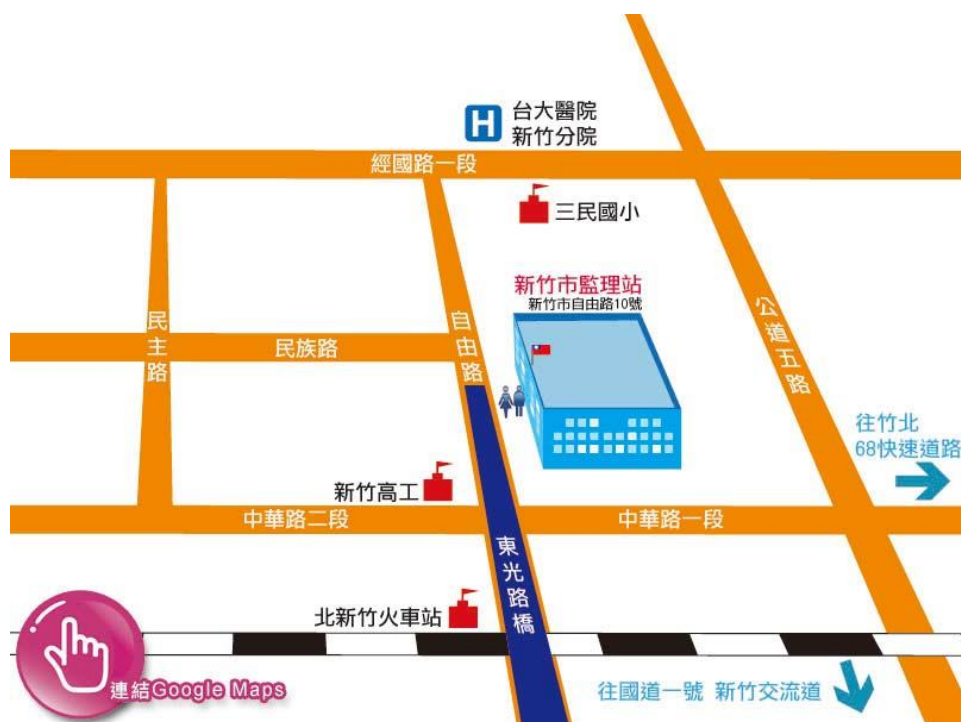 台大醫院
新竹分院
經國路一段
三民國小
新竹市監理站
新竹市自由路10號
民主路
民族路
自由路
公道五路
往竹北
68快速道路
新竹高工
中華路二段
中華路一段
東光路橋
北新竹火車站
連結Google Maps
往國道一號 新竹交流道